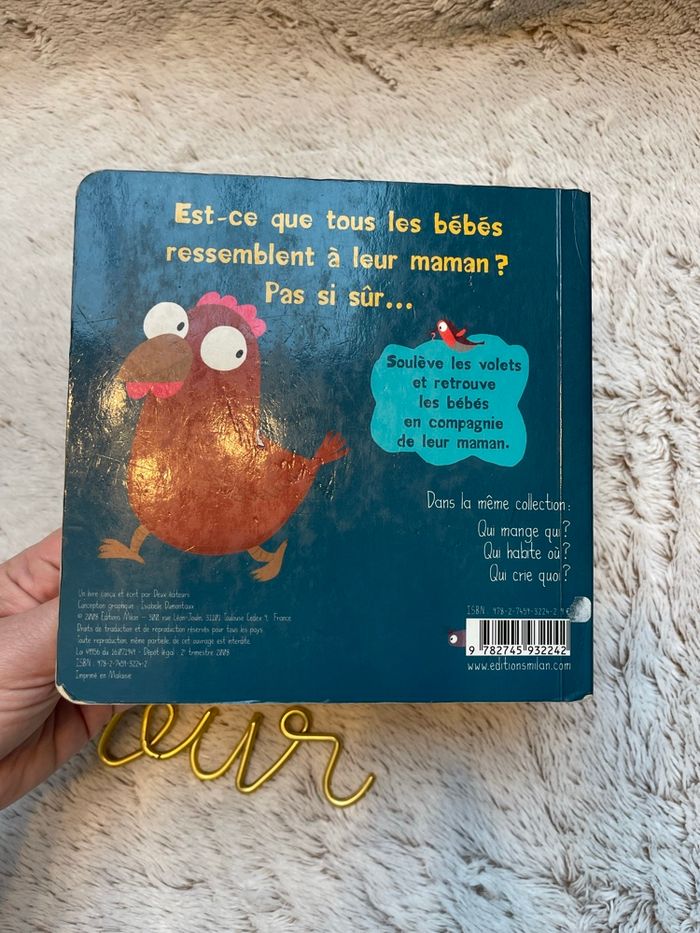 Est-ce que tous les bébés
ressemblent à leur maman ?
Pas si sûr...
Soulève les volets
et retrouve
les bébés
en compagnie
de leur maman.
Dans la même collection :
Qui mange qui ?
Qui habite où ?
Qui crie quoi ?
Un livre conçu et écrit par Deux
Conception graphique : Isabelle
© 2009 Éditions Milan - 300, rue Léon-Joulin, 31101 Toulouse Cedex 9, France
Droits de traduction et de reproduction réservés pour tous les pays.
Toute reproduction, même partielle, de cet ouvrage est interdite.
Dépôt légal : 2e trimestre 2009
ISBN : 978-2-7459-3224-2
Imprimé en Malaisie
ISBN : 978-2-7459-3224-2
9 782745 932242
www.editionsmilan.com
our